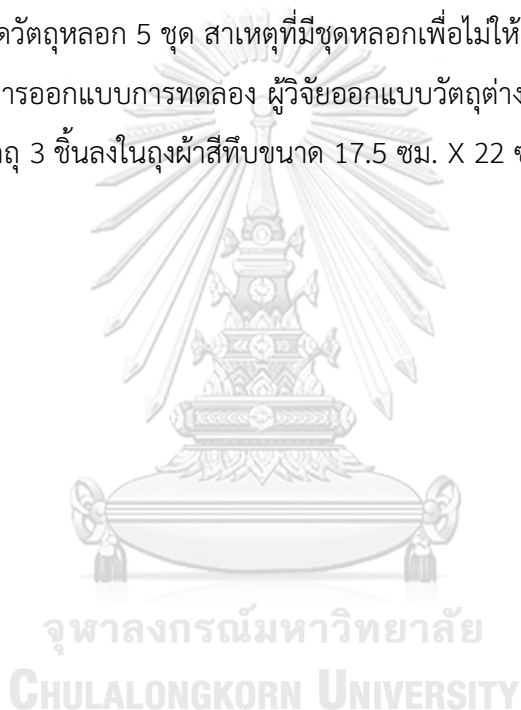 ดวัตถุหลอก 5 ชุด สาเหตุที่มีชุดหลอกเพื่อไม่ให้
ารออกแบบการทดลอง ผู้วิจัยออกแบบวัตถุต่าง
ถุ 3 ชิ้นลงในถุงผ้าสีทึบขนาด 17.5 ซม. X 22 ซ
จุฬาลงกรณ์มหาวิทยาลัย
CHULALONGKORN UNIVERSITY